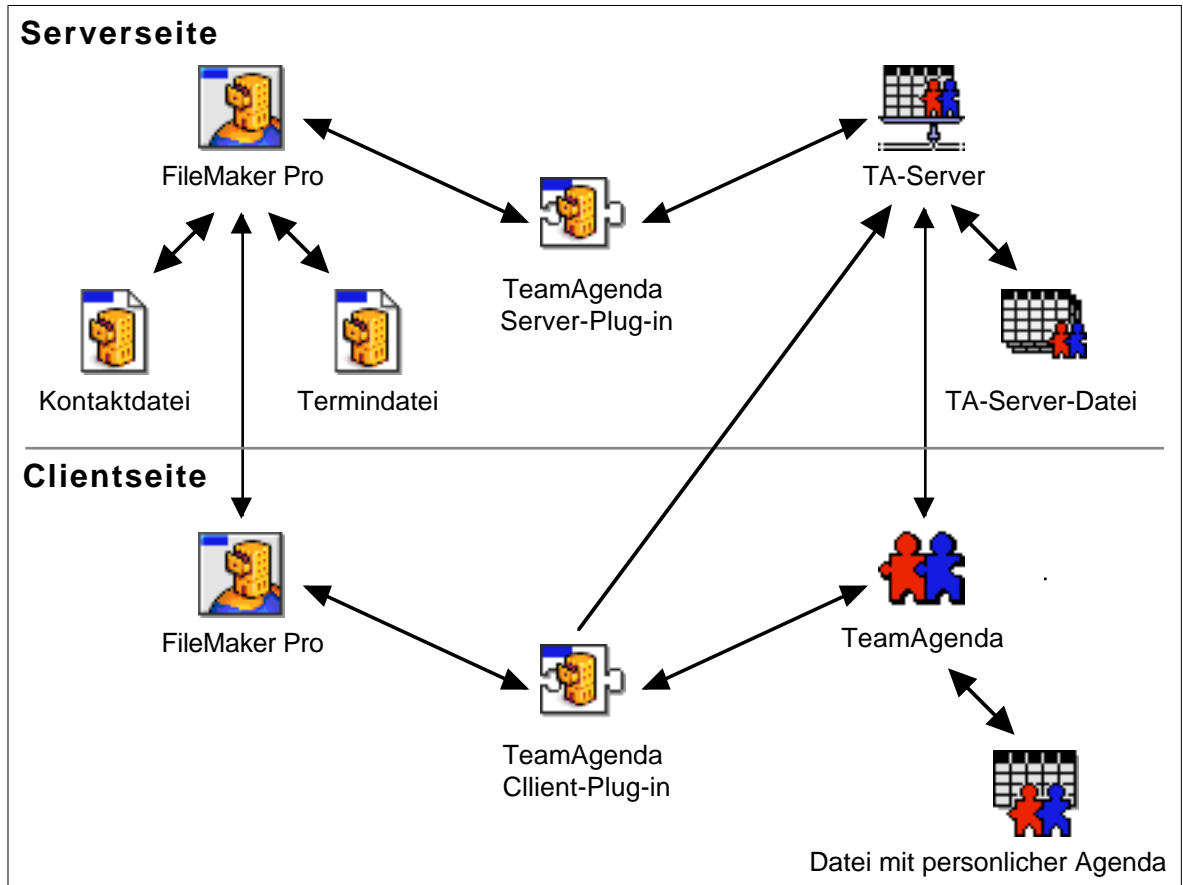 Serverseite
FileMaker Pro
TA-Server
TeamAgenda
Server-Plug-in
Kontaktdatei
Termindatei
TA-Server-Datei
Clientseite
FileMaker Pro
TeamAgenda
TeamAgenda
Cllient-Plug-in
Datei mit personlicher Agenda